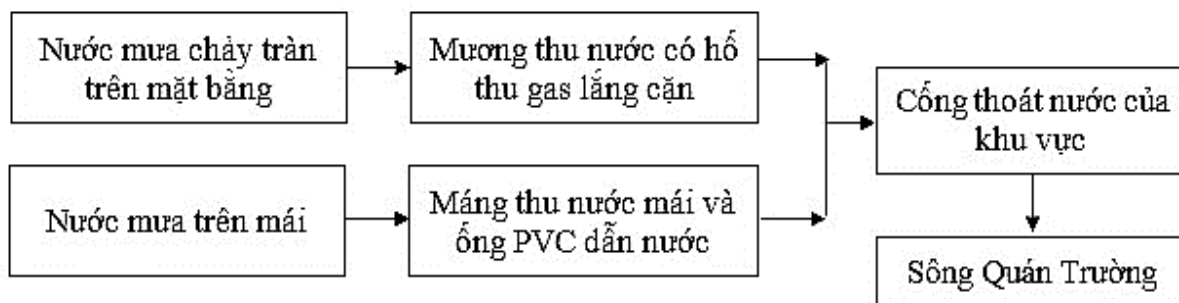 Nước mưa chảy tràn
trên mặt bằng
Mương thu nước có hố
thu gas lắng cặn
Cống thoát nước của
khu vực
Nước mưa trên mái
Máng thu nước mái và
ống PVC dẫn nước
Sông Quán Trường